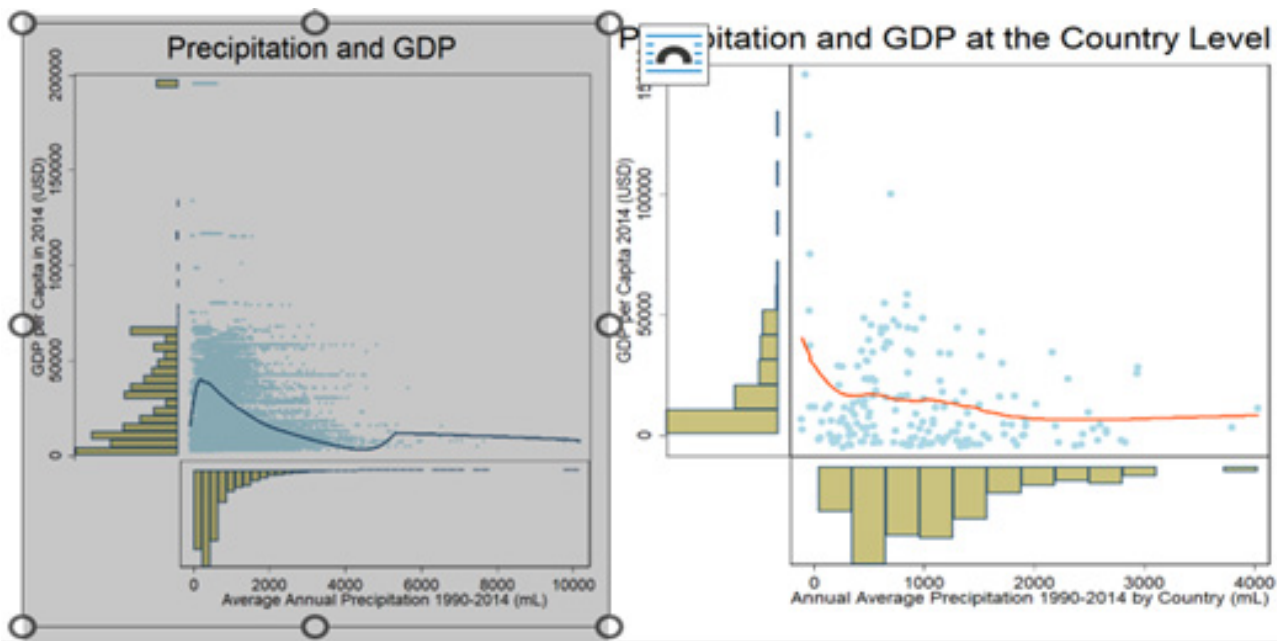 Precipitation and GDP
GDP per Capita in 2014 (USD)
200000
150000
100000
50000
0
0 2000 4000 6000 8000 10000
Average Annual Precipitation 1990-2014 (mL)
P bitation and GDP at the Country Level
GDP per Capita 2014 (USD)
100000
50000
0
0 1000 2000 3000 4000
Annual Average Precipitation 1990-2014 by Country (mL)